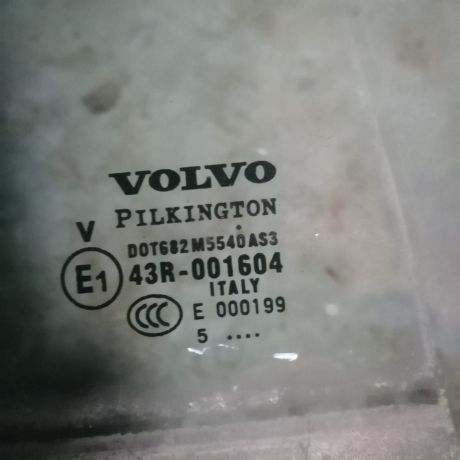 VOLVO
PILKINGTON
V
DOT682 M5540 AS3
E1 43R-001604
ITALY
CCC E 000199
5 ....